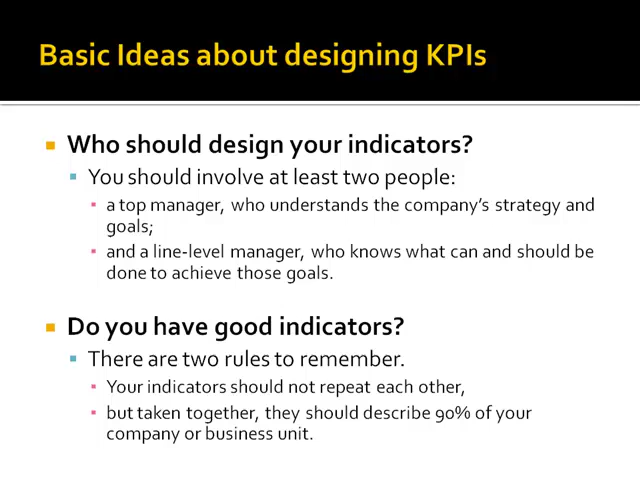 Basic Ideas about designing KPIs
Who should design your indicators?
You should involve at least two people:
a top manager, who understands the company's strategy and
goals;
and a line-level manager, who knows what can and should be
done to achieve those goals.
Do you have good indicators?
There are two rules to remember.
Your indicators should not repeat each other,
but taken together, they should describe 90% of your
company or business unit.